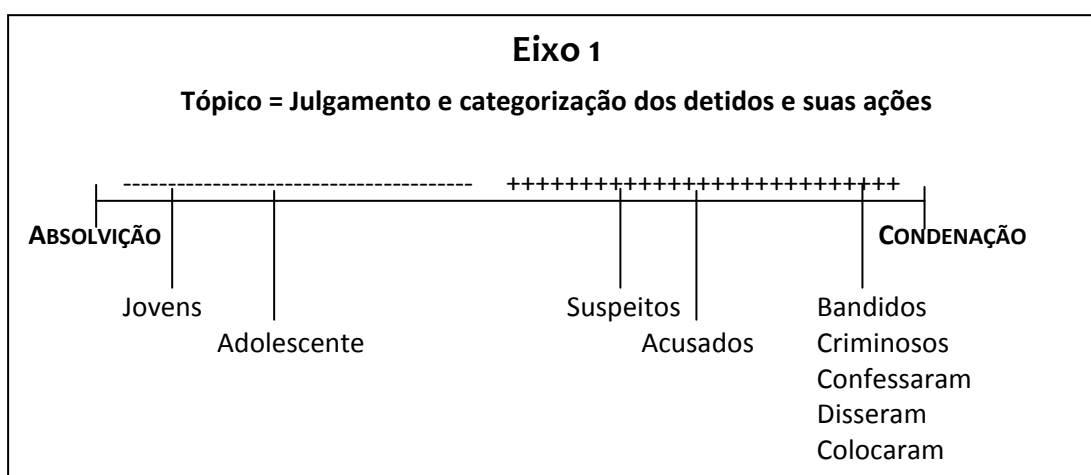 Eixo 1
Tópico = Julgamento e categorização dos detidos e suas ações
----------------------------- ++++++++++++++++++++++++
ABSOLVIÇÃO CONDENAÇÃO
Jovens Suspeitos Bandidos
Adolescente Acusados Criminosos
Confessaram
Disseram
Colocaram